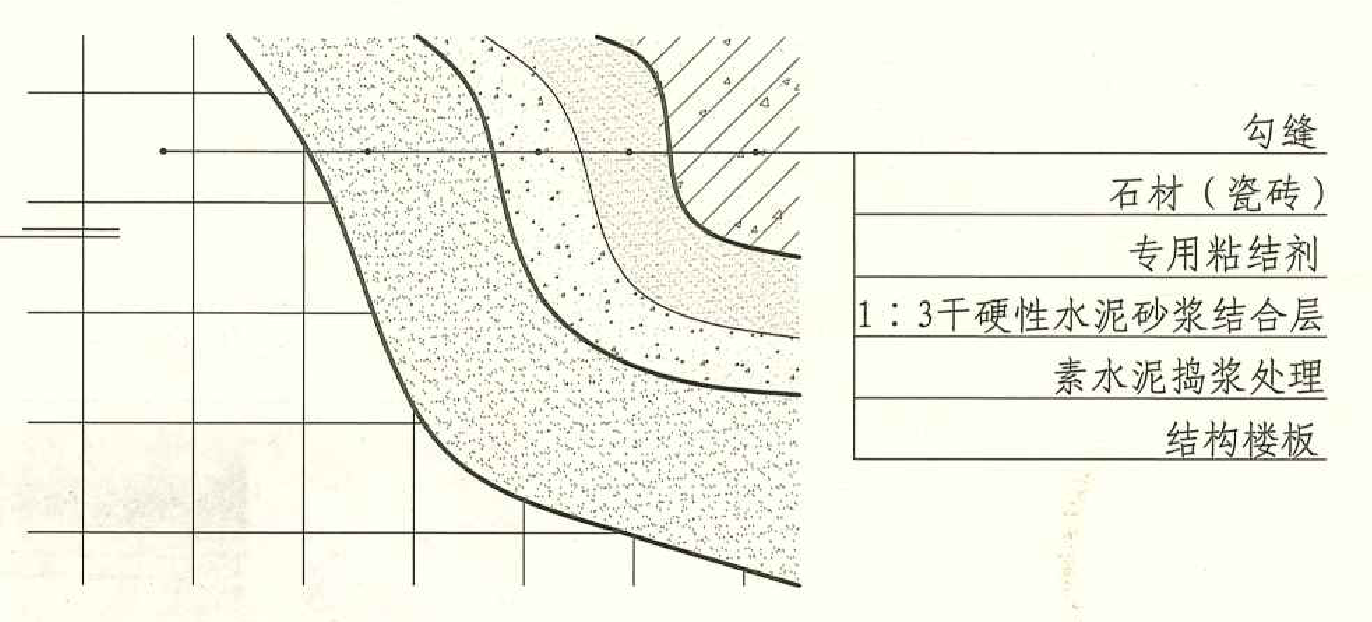 勾缝
石材（瓷砖）
专用粘结剂
1：3干硬性水泥砂浆结合层
素水泥捣浆处理
结构楼板